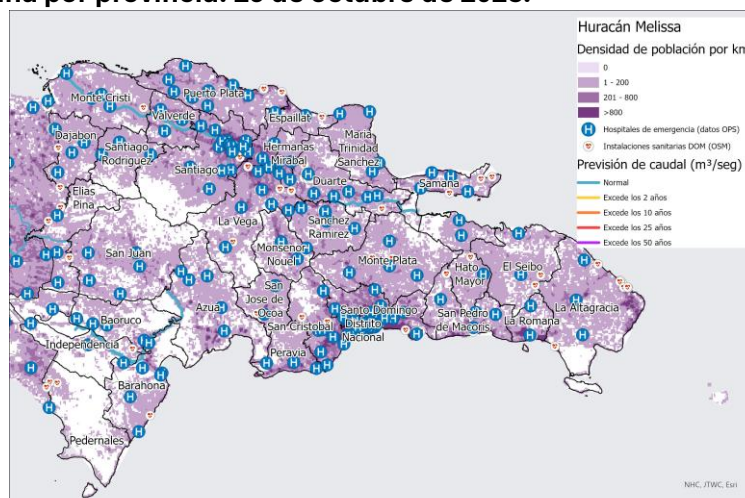 por provincia. 29 de octubre de 2025.
Huracán Melissa
Densidad de población por km
0
1 - 200
201 - 800
>800
Hospitales de emergencia (datos OPS)
Instalaciones sanitarias DOM (OSM)
Previsión de caudal (m³/seg)
Normal
Excede los 2 años
Excede los 10 años
Excede los 25 años
Excede los 50 años
Monte Cristi
Puerto Plata
Valverde
Espaillat
Dajabon
Santiago
Rodriguez
Santiago
Hermanas
Mirabal
Maria
Trinidad
Sanchez
Duarte
Samana
Elias
Pina
La Vega
Sanchez
Ramirez
San Juan
Monsenor
Nouel
Monte Plata
Hato
Mayor
El Seibo
San
Jose de
Ocoa
Azua
Baoruco
San Cristobal
Santo Domingo
Distrito
Nacional
San Pedro
de Macoris
La Romana
La Altagracia
Independencia
Peravia
Barahona
Pedernales
NHC, JTWC, Esri